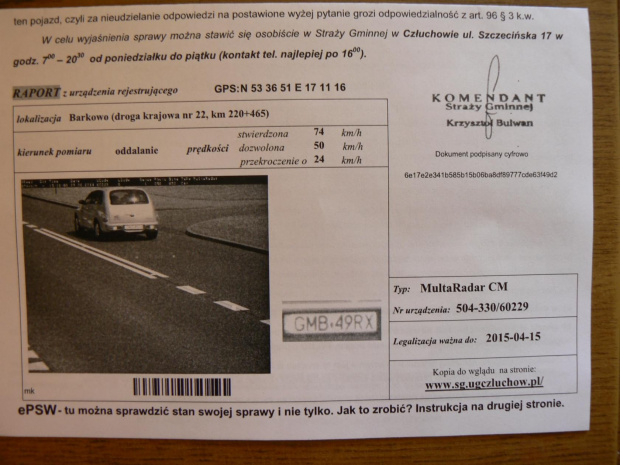 ten pojazd, czyli za nieudzielanie odpowiedzi na postawione wyżej pytanie grozi odpowiedzialność z art. 96 § 3 k.w.
W celu wyjaśnienia sprawy można stawić się osobiście w Straży Gminnej w Człuchowie ul. Szczecińska 17 w
godz. 7⁰⁰ – 20³⁰ od poniedziałku do piątku (kontakt tel. najlepiej po 16⁰⁰).
RAPORT z urządzenia rejestrującego GPS: N 53 36 51 E 17 11 16
lokalizacja Barkowo (droga krajowa nr 22, km 220+465)
kierunek pomiaru oddalanie prędkości
stwierdzona 74 km/h
dozwolona 50 km/h
przekroczenie o 24 km/h
KOMENDANT
Straży Gminnej
Krzysztof Bulwan
Dokument podpisany cyfrowo
6e17e2e341b585b15b06ba8df89777cde63f49d2
GMB 49RX
Typ: MultaRadar CM
Nr urządzenia: 504-330/60229
Legalizacja ważna do: 2015-04-15
Kopia do wglądu na stronie:
www.sg.ugczluchow.pl/
mk
ePSW - tu można sprawdzić stan swojej sprawy i nie tylko. Jak to zrobić? Instrukcja na drugiej stronie.